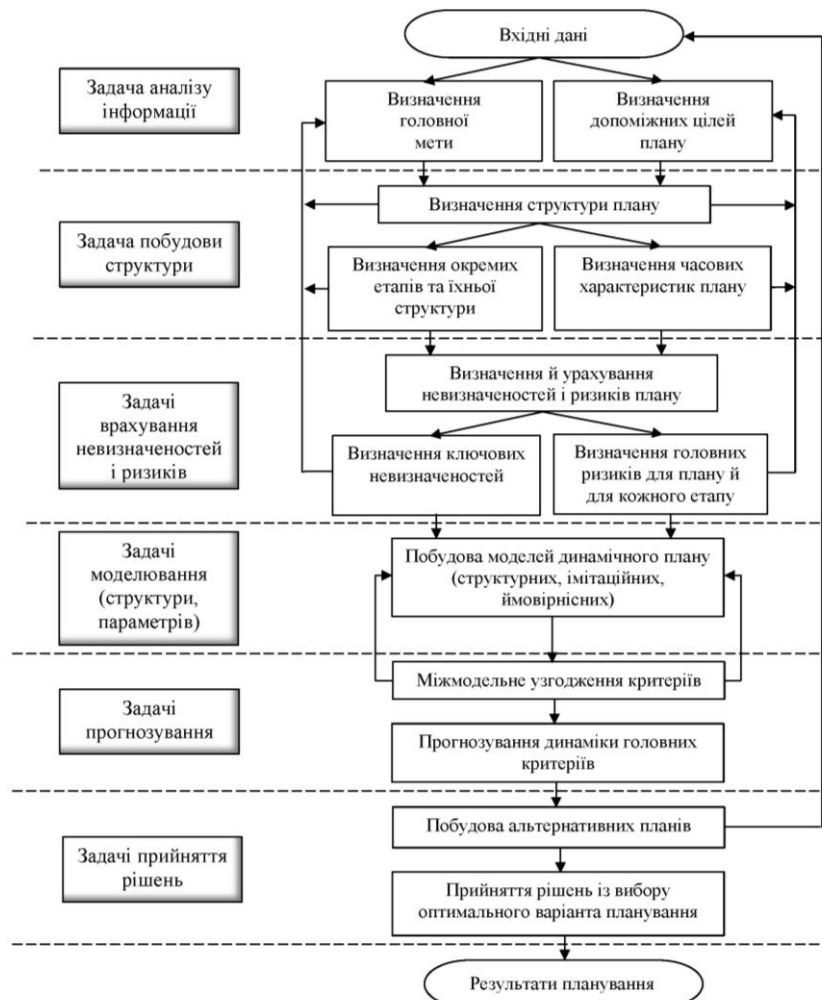 Вхідні дані
Задача аналізу
інформації
Визначення
головної
мети
Визначення
допоміжних цілей
плану
Визначення структури плану
Задача побудови
структури
Визначення окремих
етапів та їхньої
структури
Визначення часових
характеристик плану
Визначення й урахування
невизначеностей і ризиків плану
Задачі
врахування
невизначеностей
і ризиків
Визначення ключових
невизначеностей
Визначення головних
ризиків для плану й
для кожного етапу
Задачі
моделювання
(структури,
параметрів)
Побудова моделей динамічного плану
(структурних, імітаційних,
ймовірнісних)
Міжмодельне узгодження критеріїв
Задачі
прогнозування
Прогнозування динаміки головних
критеріїв
Побудова альтернативних планів
Задачі прийняття
рішень
Прийняття рішень із вибору
оптимального варіанта планування
Результати планування